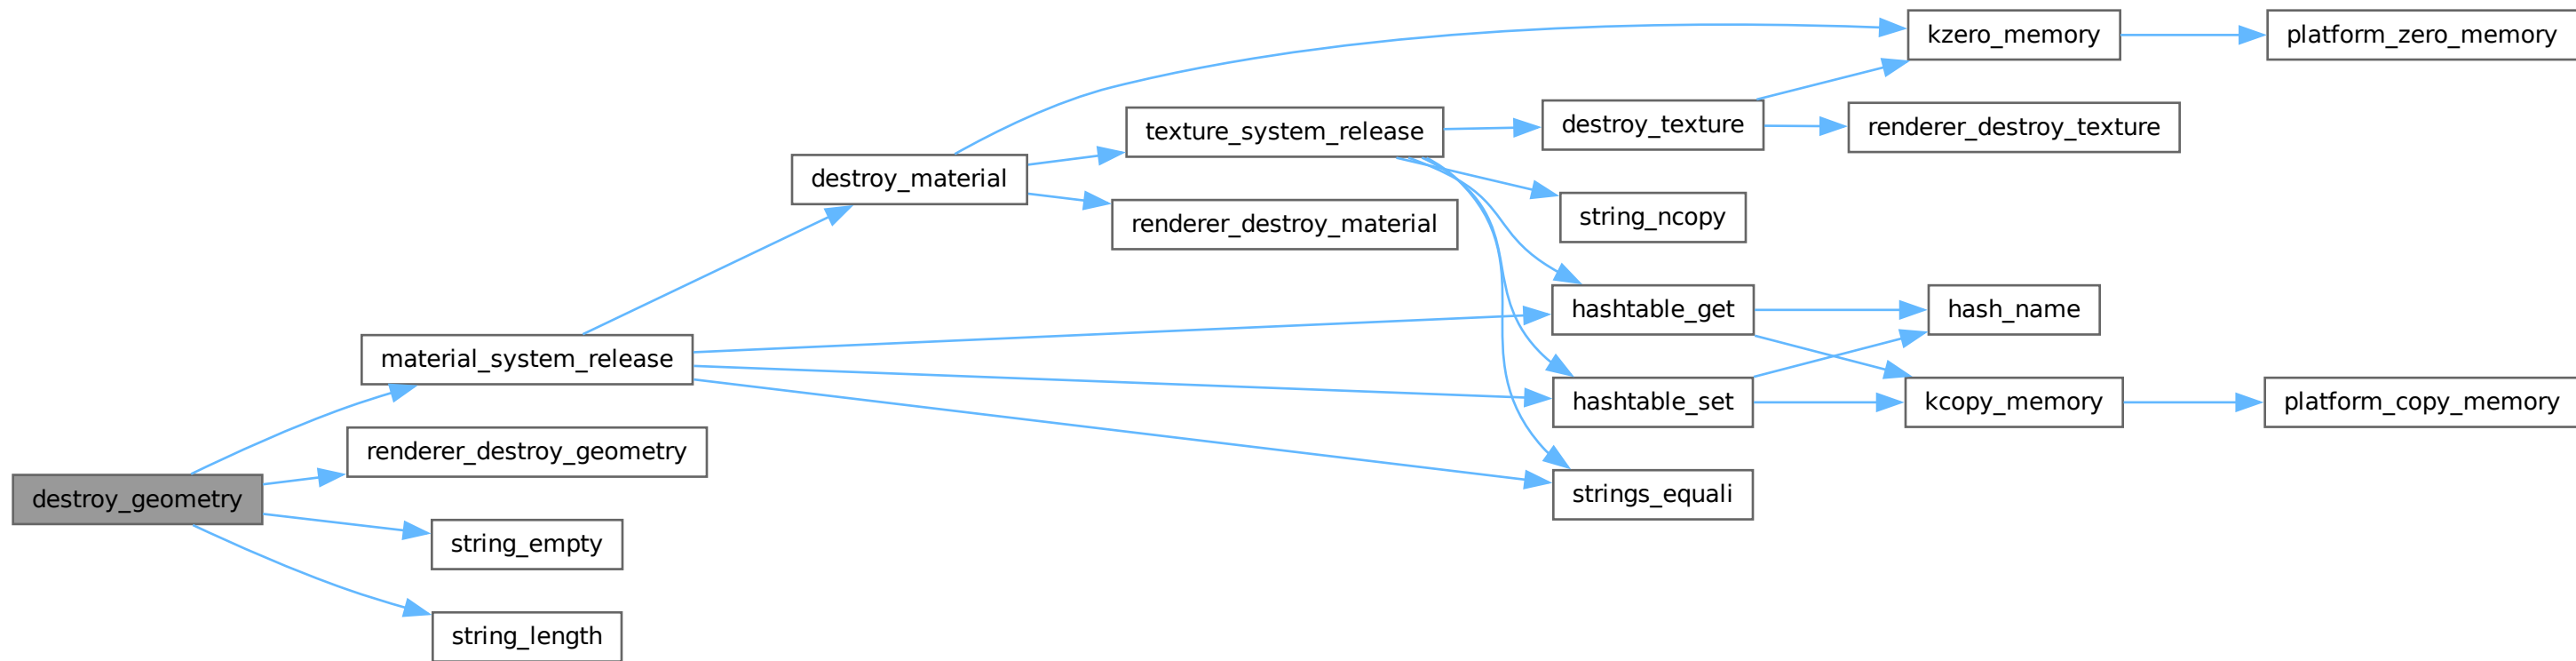 kzero_memory
platform_zero_memory
texture_system_release
destroy_texture
renderer_destroy_texture
destroy_material
renderer_destroy_material
string_ncopy
hashtable_get
hash_name
material_system_release
hashtable_set
kcopy_memory
platform_copy_memory
renderer_destroy_geometry
destroy_geometry
strings_equali
string_empty
string_length